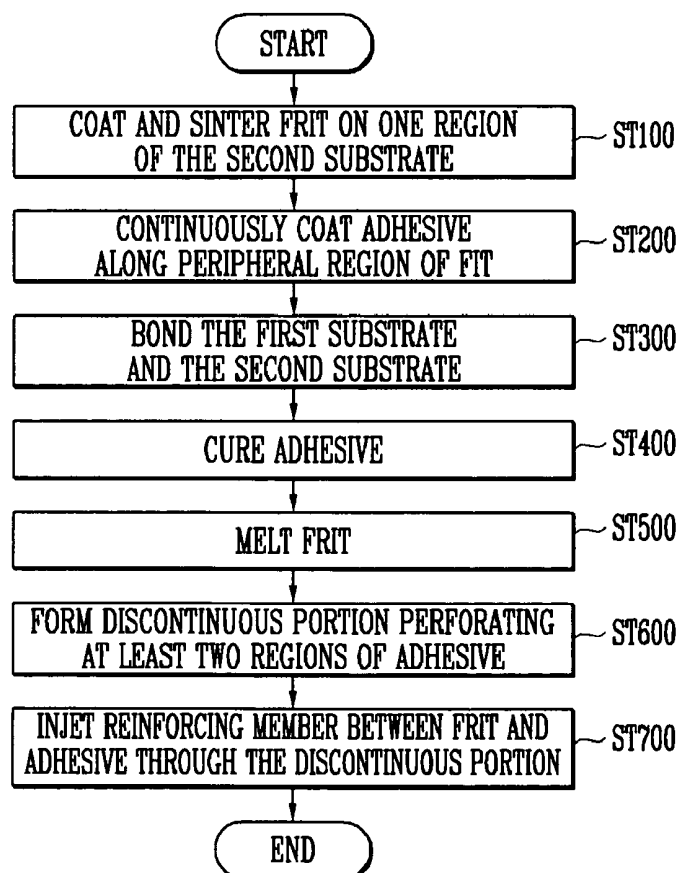 START
COAT AND SINTER FRIT ON ONE REGION
OF THE SECOND SUBSTRATE
ST100
CONTINUOUSLY COAT ADHESIVE
ALONG PERIPHERAL REGION OF FIT
ST200
BOND THE FIRST SUBSTRATE
AND THE SECOND SUBSTRATE
ST300
CURE ADHESIVE
ST400
MELT FRIT
ST500
FORM DISCONTINUOUS PORTION PERFORATING
AT LEAST TWO REGIONS OF ADHESIVE
ST600
INJET REINFORCING MEMBER BETWEEN FRIT AND
ADHESIVE THROUGH THE DISCONTINUOUS PORTION
ST700
END